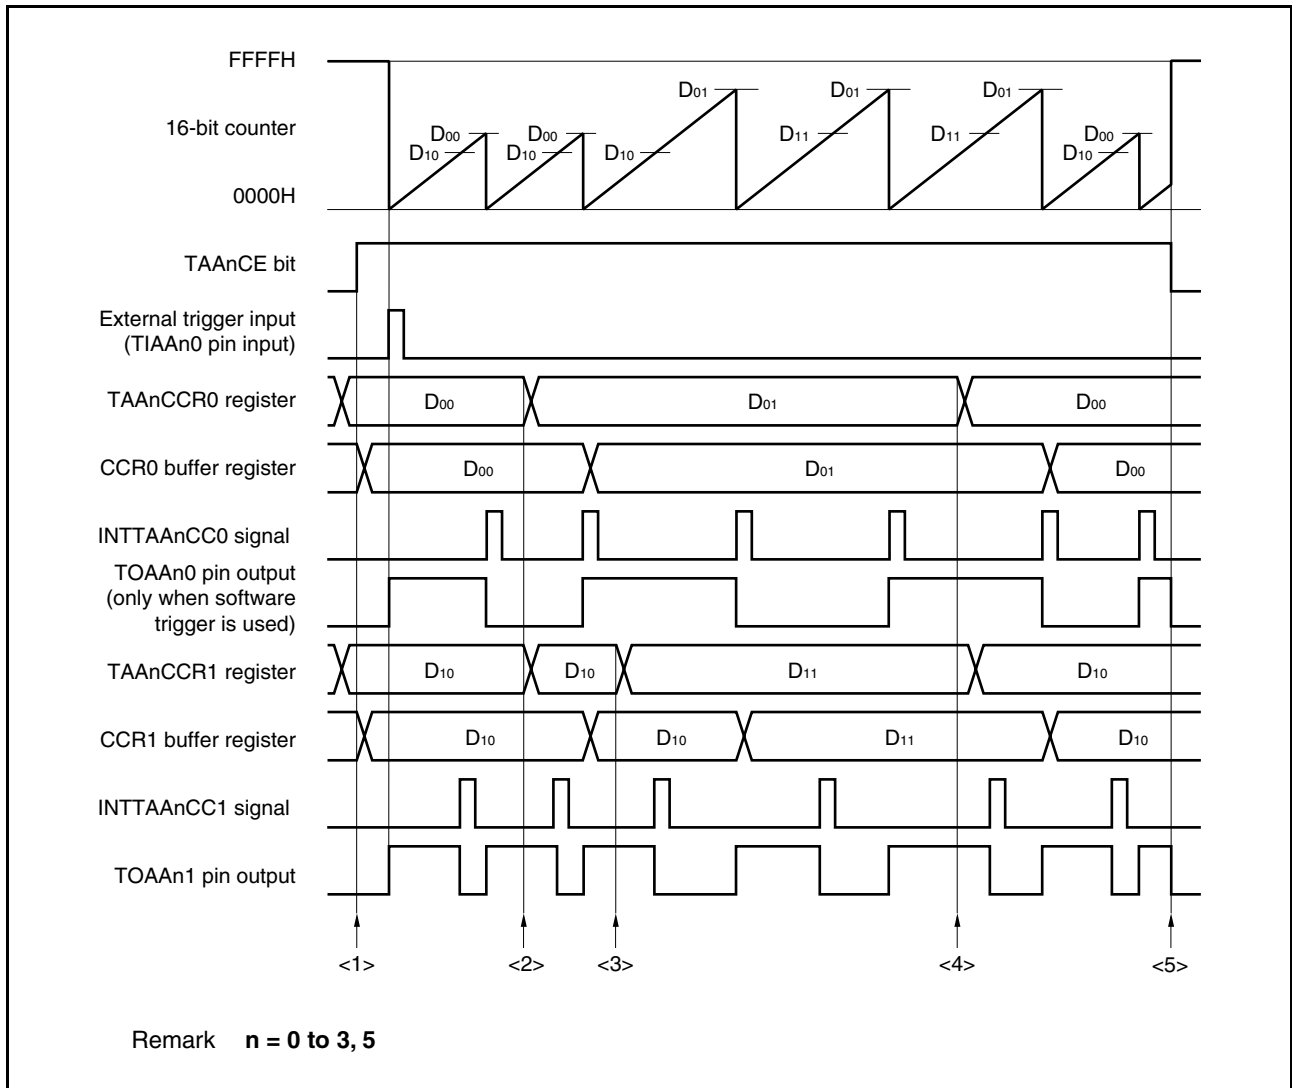 FFFFH
16-bit counter
0000H
D00 D10 D00 D10 D01 D10 D01 D11 D01 D11 D00 D10
TAAnCE bit
External trigger input
(TIAAn0 pin input)
TAAnCCR0 register D00 D01 D00
CCR0 buffer register D00 D01 D00
INTTAAnCC0 signal
TOAAn0 pin output
(only when software
trigger is used)
TAAnCCR1 register D10 D10 D11 D10
CCR1 buffer register D10 D10 D11 D10
INTTAAnCC1 signal
TOAAn1 pin output
<1> <2> <3> <4> <5>
Remark n = 0 to 3, 5